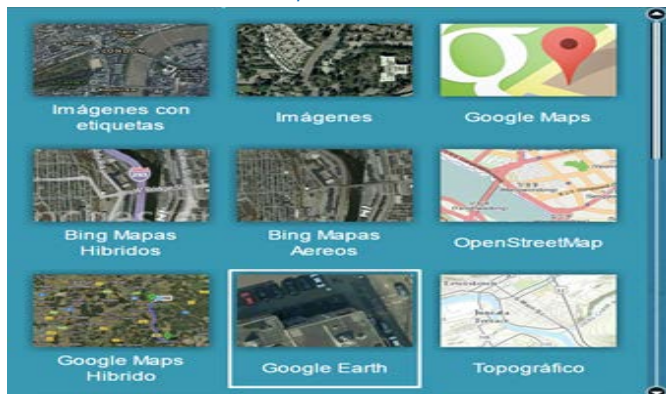 LONDON
Imágenes con
etiquetas
Imágenes
Google Maps
Bing Mapas
Hibridos
Bing Mapas
Aereos
OpenStreetMap
Google Maps
Hibrido
Google Earth
Topográfico